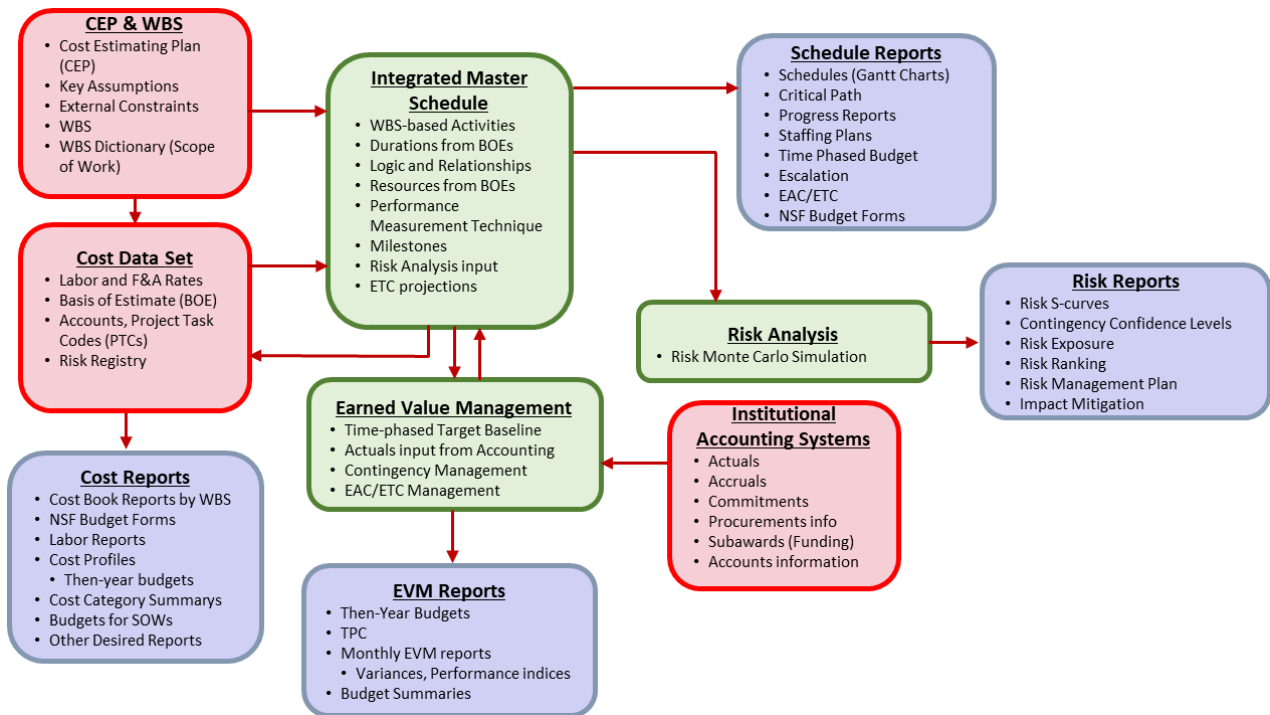 CEP & WBS
• Cost Estimating Plan
(CEP)
• Key Assumptions
• External Constraints
• WBS
• WBS Dictionary (Scope
of Work)
Integrated Master
Schedule
• WBS-based Activities
• Durations from BOEs
• Logic and Relationships
• Resources from BOEs
• Performance
Measurement Technique
• Milestones
• Risk Analysis input
• ETC projections
Schedule Reports
• Schedules (Gantt Charts)
• Critical Path
• Progress Reports
• Staffing Plans
• Time Phased Budget
• Escalation
• EAC/ETC
• NSF Budget Forms
Cost Data Set
• Labor and F&A Rates
• Basis of Estimate (BOE)
• Accounts, Project Task
Codes (PTCs)
• Risk Registry
Risk Analysis
• Risk Monte Carlo Simulation
Risk Reports
• Risk S-curves
• Contingency Confidence Levels
• Risk Exposure
• Risk Ranking
• Risk Management Plan
• Impact Mitigation
Earned Value Management
• Time-phased Target Baseline
• Actuals input from Accounting
• Contingency Management
• EAC/ETC Management
Institutional
Accounting Systems
• Actuals
• Accruals
• Commitments
• Procurements info
• Subawards (Funding)
• Accounts information
Cost Reports
• Cost Book Reports by WBS
• NSF Budget Forms
• Labor Reports
• Cost Profiles
• Then-year budgets
• Cost Category Summarys
• Budgets for SOWs
• Other Desired Reports
EVM Reports
• Then-Year Budgets
• TPC
• Monthly EVM reports
• Variances, Performance indices
• Budget Summaries